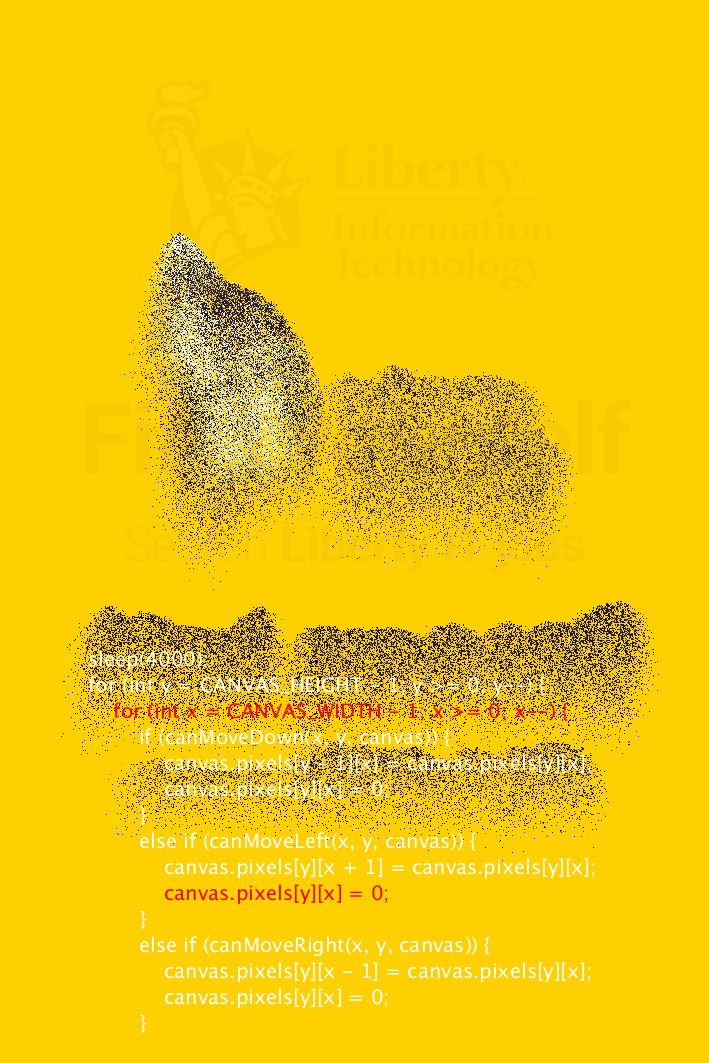 Liberty
Information
Technology
Liberty
sleep(4000);
for (int y = CANVAS_HEIGHT - 1; y >= 0; y--) {
for (int x = CANVAS_WIDTH - 1; x >= 0; x--) {
if (canMoveDown(x, y, canvas)) {
canvas.pixels[y - 1][x] = canvas.pixels[y][x];
canvas.pixels[y][x] = 0;
}
else if (canMoveLeft(x, y, canvas)) {
canvas.pixels[y][x + 1] = canvas.pixels[y][x];
canvas.pixels[y][x] = 0;
}
else if (canMoveRight(x, y, canvas)) {
canvas.pixels[y][x - 1] = canvas.pixels[y][x];
canvas.pixels[y][x] = 0;
}